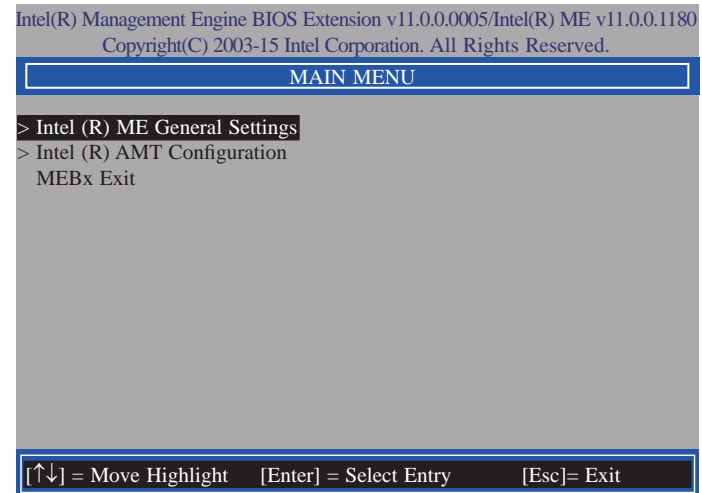 Intel(R) Management Engine BIOS Extension v11.0.0.0005/Intel(R) ME v11.0.0.1180
Copyright(C) 2003-15 Intel Corporation. All Rights Reserved.
MAIN MENU
> Intel (R) ME General Settings
> Intel (R) AMT Configuration
MEBx Exit
[↑↓] = Move Highlight [Enter] = Select Entry [Esc]= Exit